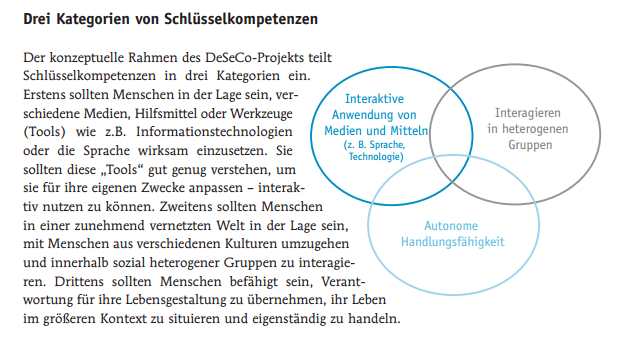 Drei Kategorien von Schlüsselkompetenzen
Der konzeptuelle Rahmen des DeSeCo-Projekts teilt
Schlüsselkompetenzen in drei Kategorien ein.
Erstens sollten Menschen in der Lage sein, ver-
schiedene Medien, Hilfsmittel oder Werkzeuge
(Tools) wie z.B. Informationstechnologien
oder die Sprache wirksam einzusetzen. Sie
sollten diese „Tools“ gut genug verstehen, um
sie für ihre eigenen Zwecke anpassen – interak-
tiv nutzen zu können. Zweitens sollten Menschen
in einer zunehmend vernetzten Welt in der Lage sein,
mit Menschen aus verschiedenen Kulturen umzugehen
und innerhalb sozial heterogener Gruppen zu interagie-
ren. Drittens sollten Menschen befähigt sein, Verant-
wortung für ihre Lebensgestaltung zu übernehmen, ihr Leben
im größeren Kontext zu situieren und eigenständig zu handeln.
Interaktive
Anwendung von
Medien und Mitteln
(z. B. Sprache,
Technologie)
Interagieren
in heterogenen
Gruppen
Autonome
Handlungsfähigkeit